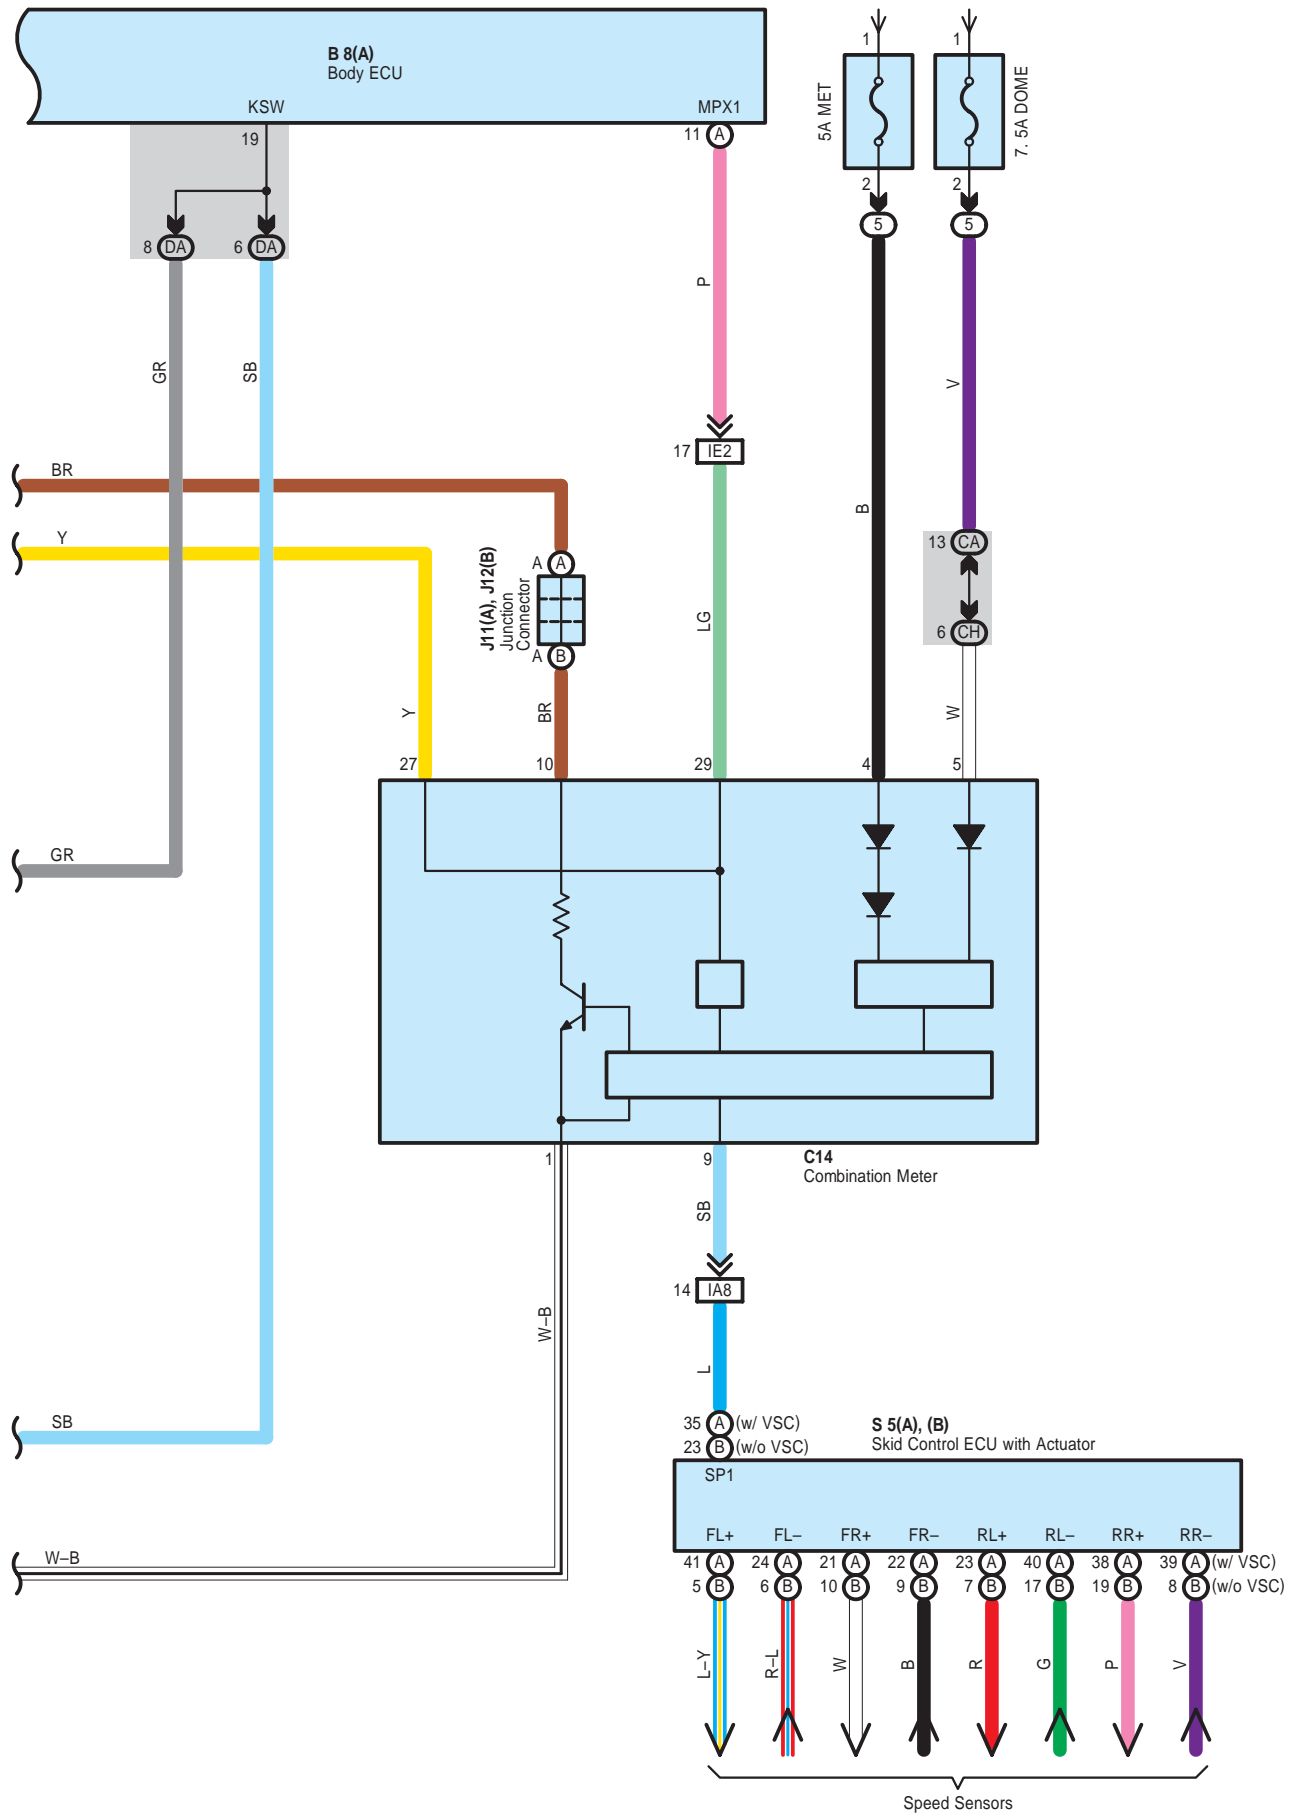 B 8(A)
Body ECU
KSW
MPX1
19
11 A
8 DA
6 DA
1
1
5A MET
7. 5A DOME
2
2
5
5
GR
SB
P
V
BR
17 IE2
Y
B
13 CA
A A
J11(A), J12(B)
Junction
Connector
LG
6 CH
A B
Y
BR
W
27
10
29
4
5
GR
1
9
C14
Combination Meter
SB
14 IA8
W–B
L
SB
35 A (w/ VSC)
23 B (w/o VSC)
S 5(A), (B)
Skid Control ECU with Actuator
SP1
FL+
FL–
FR+
FR–
RL+
RL–
RR+
RR–
W–B
41 A
24 A
21 A
22 A
23 A
40 A
38 A
39 A (w/ VSC)
5 B
6 B
10 B
9 B
7 B
17 B
19 B
8 B (w/o VSC)
L–Y
R–L
W
B
R
G
P
V
Speed Sensors